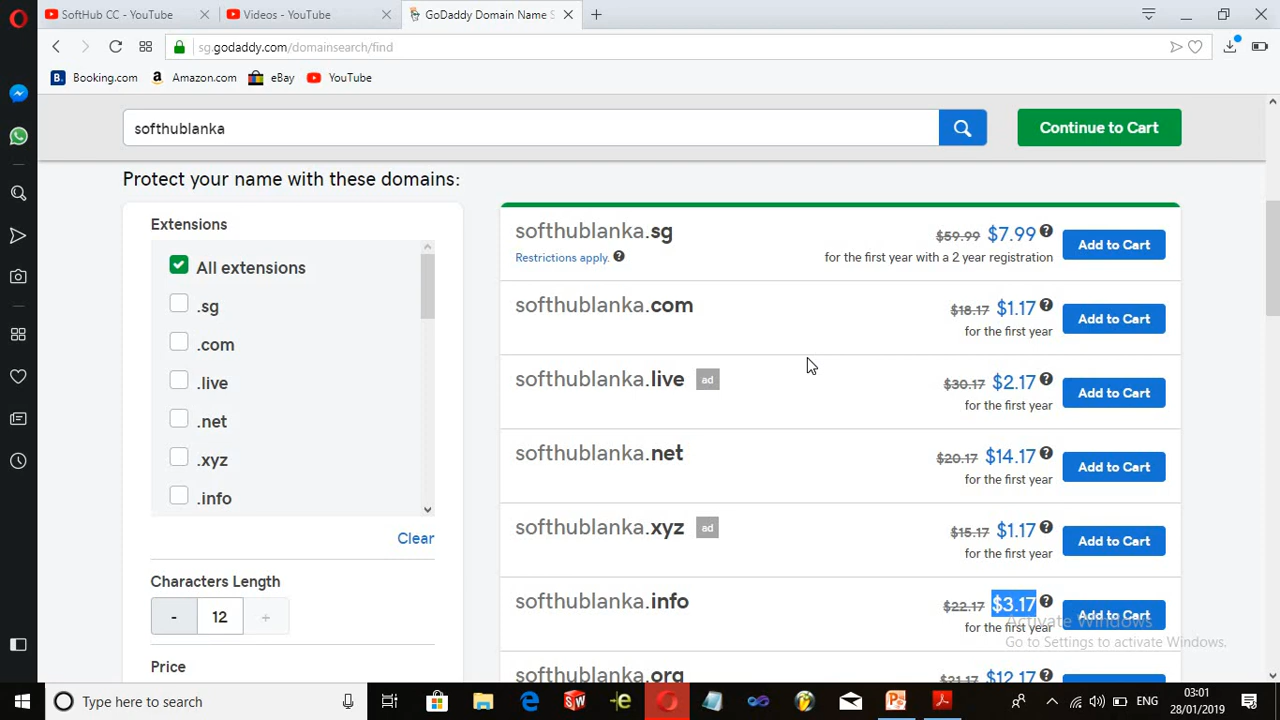 SoftHub CC - YouTube
Videos - YouTube
GoDaddy Domain Name S
sg.godaddy.com/domainsearch/find
B. Booking.com
a Amazon.com
eBay
YouTube
softhublanka
Continue to Cart
Protect your name with these domains:
Extensions
All extensions
.sg
.com
.live
.net
.xyz
.info
Clear
Characters Length
- 12 +
Price
softhublanka.sg
$59.99 $7.99 ?
Add to Cart
Restrictions apply. ?
for the first year with a 2 year registration
softhublanka.com
$18.17 $1.17 ?
for the first year
Add to Cart
softhublanka.live ad
$30.17 $2.17 ?
for the first year
Add to Cart
softhublanka.net
$20.17 $14.17 ?
for the first year
Add to Cart
softhublanka.xyz ad
$15.17 $1.17 ?
for the first year
Add to Cart
softhublanka.info
$22.17 $3.17 ?
for the first year
Add to Cart
Activate Windows
Go to Settings to activate Windows.
softhublanka.org
$21.17 $12.17
Type here to search
ENG
03:01
28/01/2019